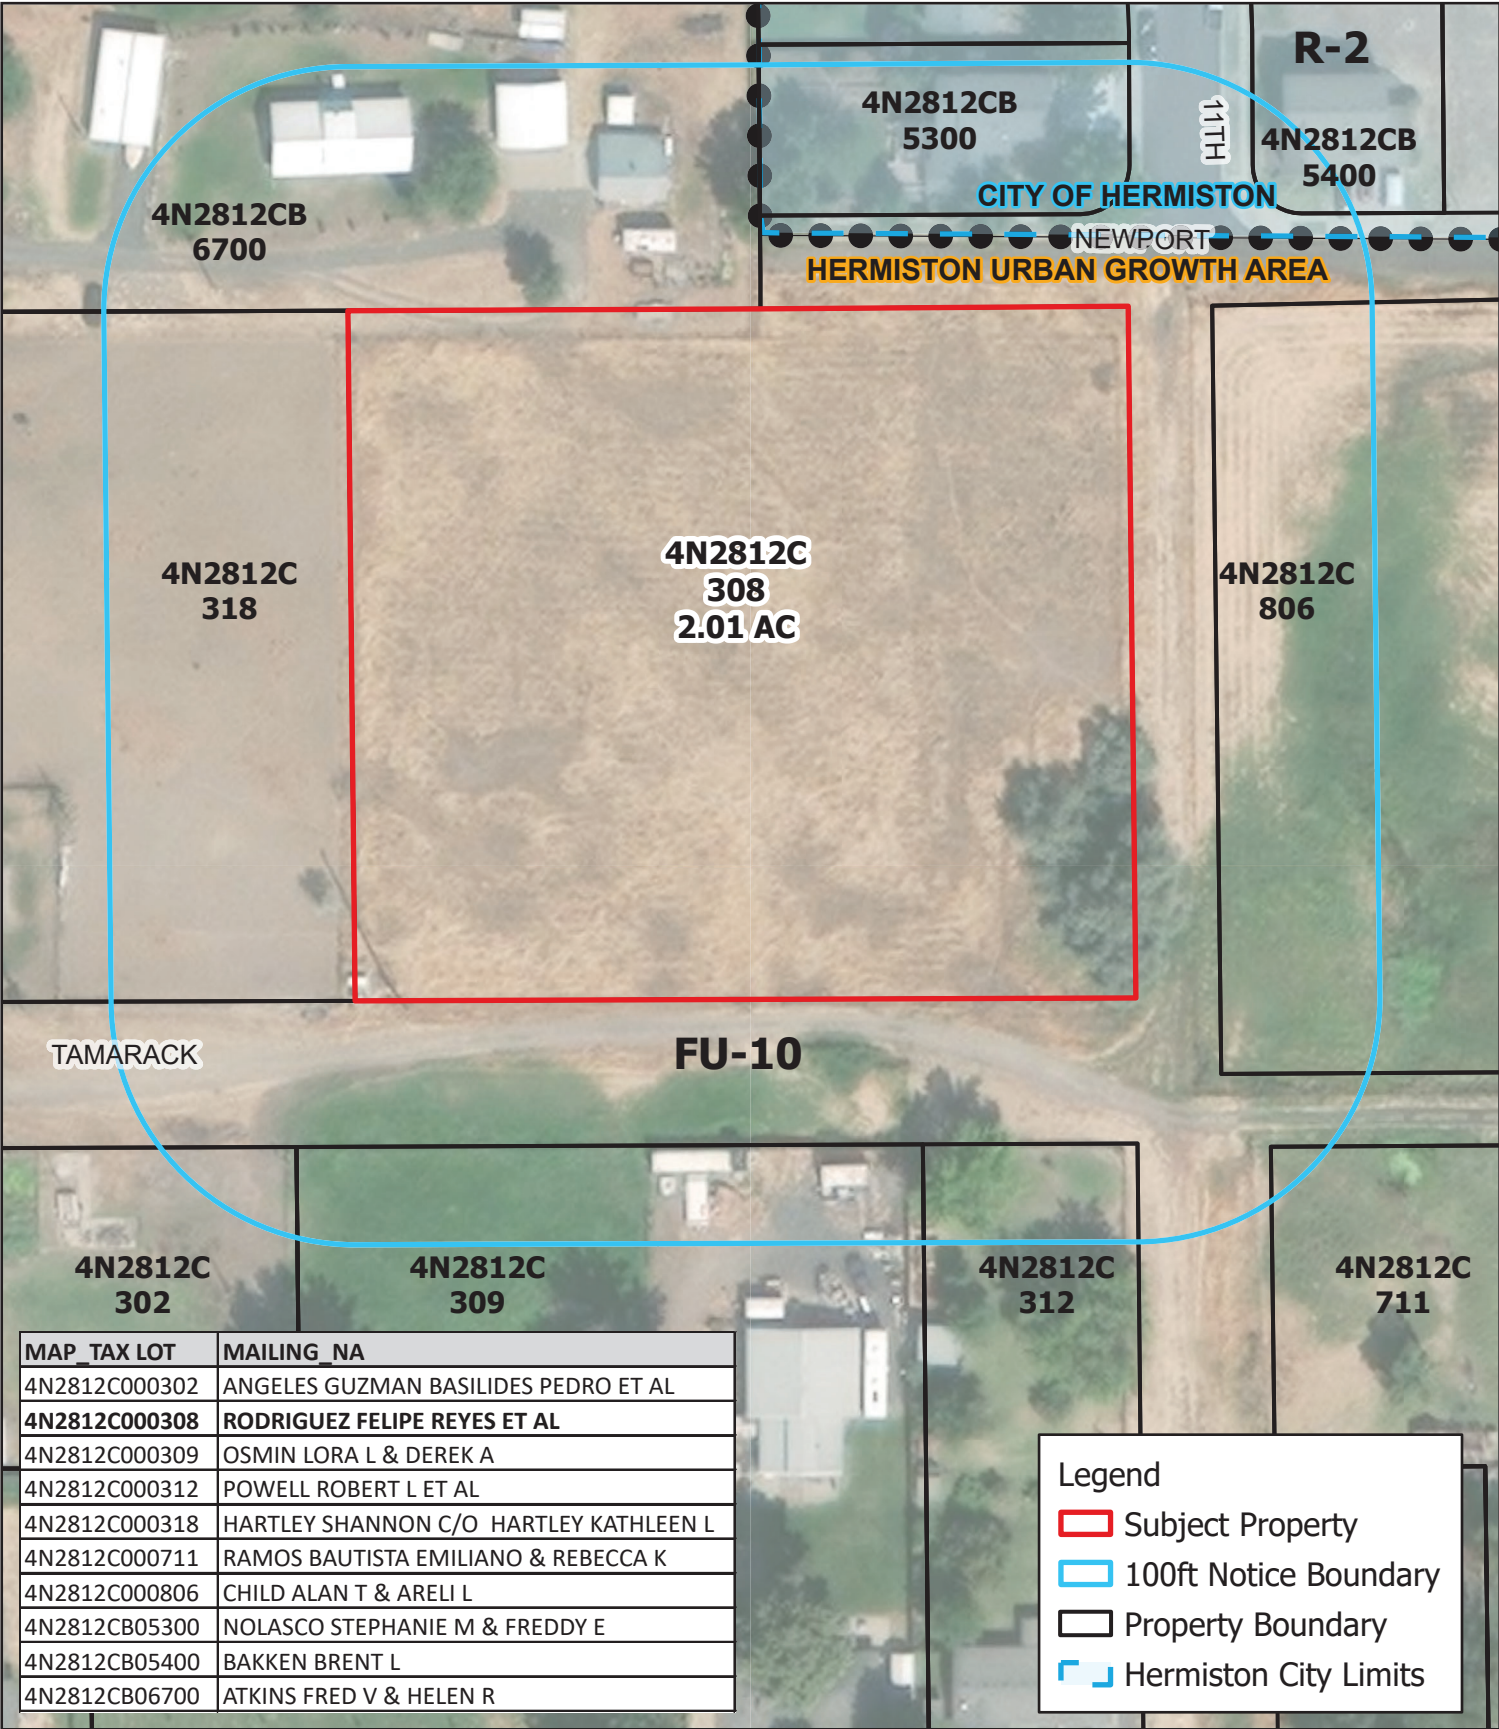 R-2
4N2812CB
5300
11TH
4N2812CB
5400
CITY OF HERMISTON
4N2812CB
6700
NEWPORT
HERMISTON URBAN GROWTH AREA
4N2812C
318
4N2812C
308
2.01 AC
4N2812C
806
TAMARACK
FU-10
4N2812C
302
4N2812C
309
4N2812C
312
4N2812C
711
MAP_TAX LOT MAILING_NA
4N2812C000302 ANGELES GUZMAN BASILIDES PEDRO ET AL
4N2812C000308 RODRIGUEZ FELIPE REYES ET AL
4N2812C000309 OSMIN LORA L & DEREK A
4N2812C000312 POWELL ROBERT L ET AL
4N2812C000318 HARTLEY SHANNON C/O HARTLEY KATHLEEN L
4N2812C000711 RAMOS BAUTISTA EMILIANO & REBECCA K
4N2812C000806 CHILD ALAN T & ARELI L
4N2812CB05300 NOLASCO STEPHANIE M & FREDDY E
4N2812CB05400 BAKKEN BRENT L
4N2812CB06700 ATKINS FRED V & HELEN R
Legend
Subject Property
100ft Notice Boundary
Property Boundary
Hermiston City Limits